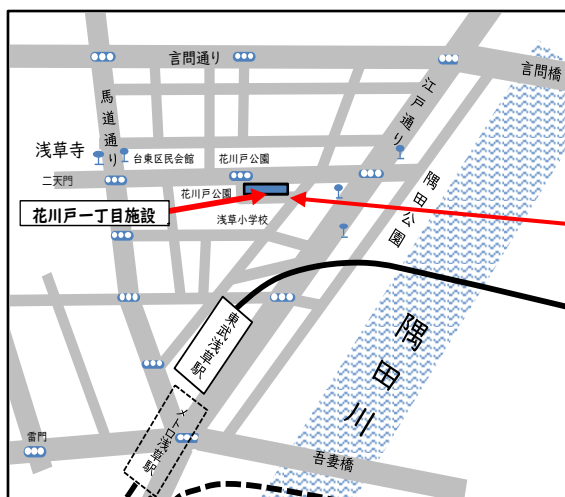 言問通り
言問橋
馬道通り
江戸通り
浅草寺
台東区民会館
花川戸公園
二天門
花川戸公園
花川戸一丁目施設
浅草小学校
隅田公園
東武浅草駅
隅田川
メトロ浅草駅
雷門
吾妻橋